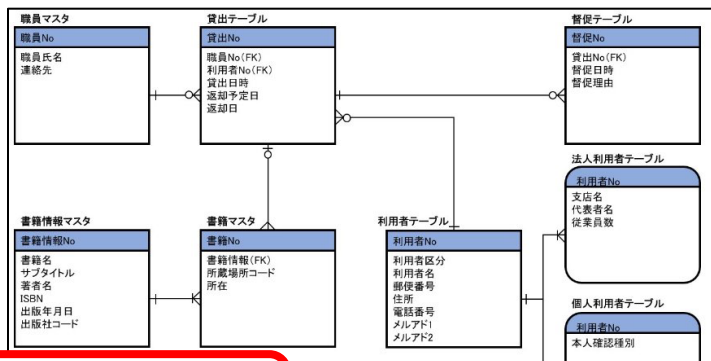 職員マスタ
職員No
職員氏名
連絡先
貸出テーブル
貸出No
職員No(FK)
利用者No(FK)
貸出日時
返却予定日
返却日
督促テーブル
督促No
貸出No(FK)
督促日時
督促理由
書籍情報マスタ
書籍情報No
書籍名
サブタイトル
著者名
ISBN
出版年月日
出版社コード
書籍マスタ
書籍No
書籍情報(FK)
所蔵場所コード
所在
利用者テーブル
利用者No
利用者区分
利用者名
郵便番号
住所
電話番号
メルアド1
メルアド2
法人利用者テーブル
利用者No
支店名
代表者名
従業員数
個人利用者テーブル
利用者No
本人確認種別